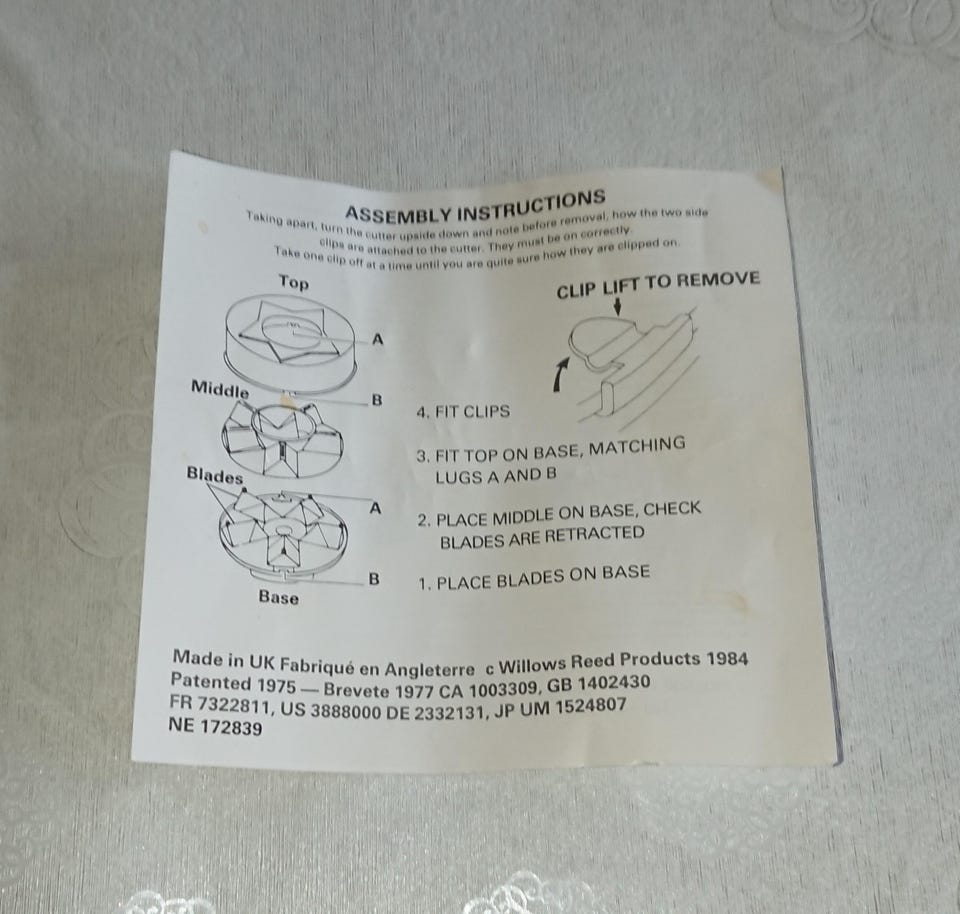 ASSEMBLY INSTRUCTIONS
Taking apart, turn the cutter upside down and note before removal, how the two side
clips are attached to the cutter. They must be on correctly.
Take one clip off at a time until you are quite sure how they are clipped on.
Top
CLIP LIFT TO REMOVE
A
Middle
B
4. FIT CLIPS
3. FIT TOP ON BASE, MATCHING
LUGS A AND B
Blades
A
2. PLACE MIDDLE ON BASE, CHECK
BLADES ARE RETRACTED
B
1. PLACE BLADES ON BASE
Base
Made in UK Fabriqué en Angleterre c Willows Reed Products 1984
Patented 1975 — Brevete 1977 CA 1003309, GB 1402430
FR 7322811, US 3888000 DE 2332131, JP UM 1524807
NE 172839